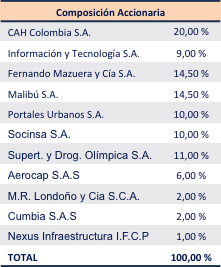 Composición Accionaria
CAH Colombia S.A. 20,00 %
Información y Tecnología S.A. 9,00 %
Fernando Mazuera y Cía S.A. 14,50 %
Malibú S.A. 14,50 %
Portales Urbanos S.A. 10,00 %
Socinsa S.A. 10,00 %
Supert. y Drog. Olímpica S.A. 11,00 %
Aerocap S.A.S 6,00 %
M.R. Londoño y Cia S.C.A. 2,00 %
Cumbia S.A.S 2,00 %
Nexus Infraestructura I.F.C.P 1,00 %
TOTAL 100,00 %